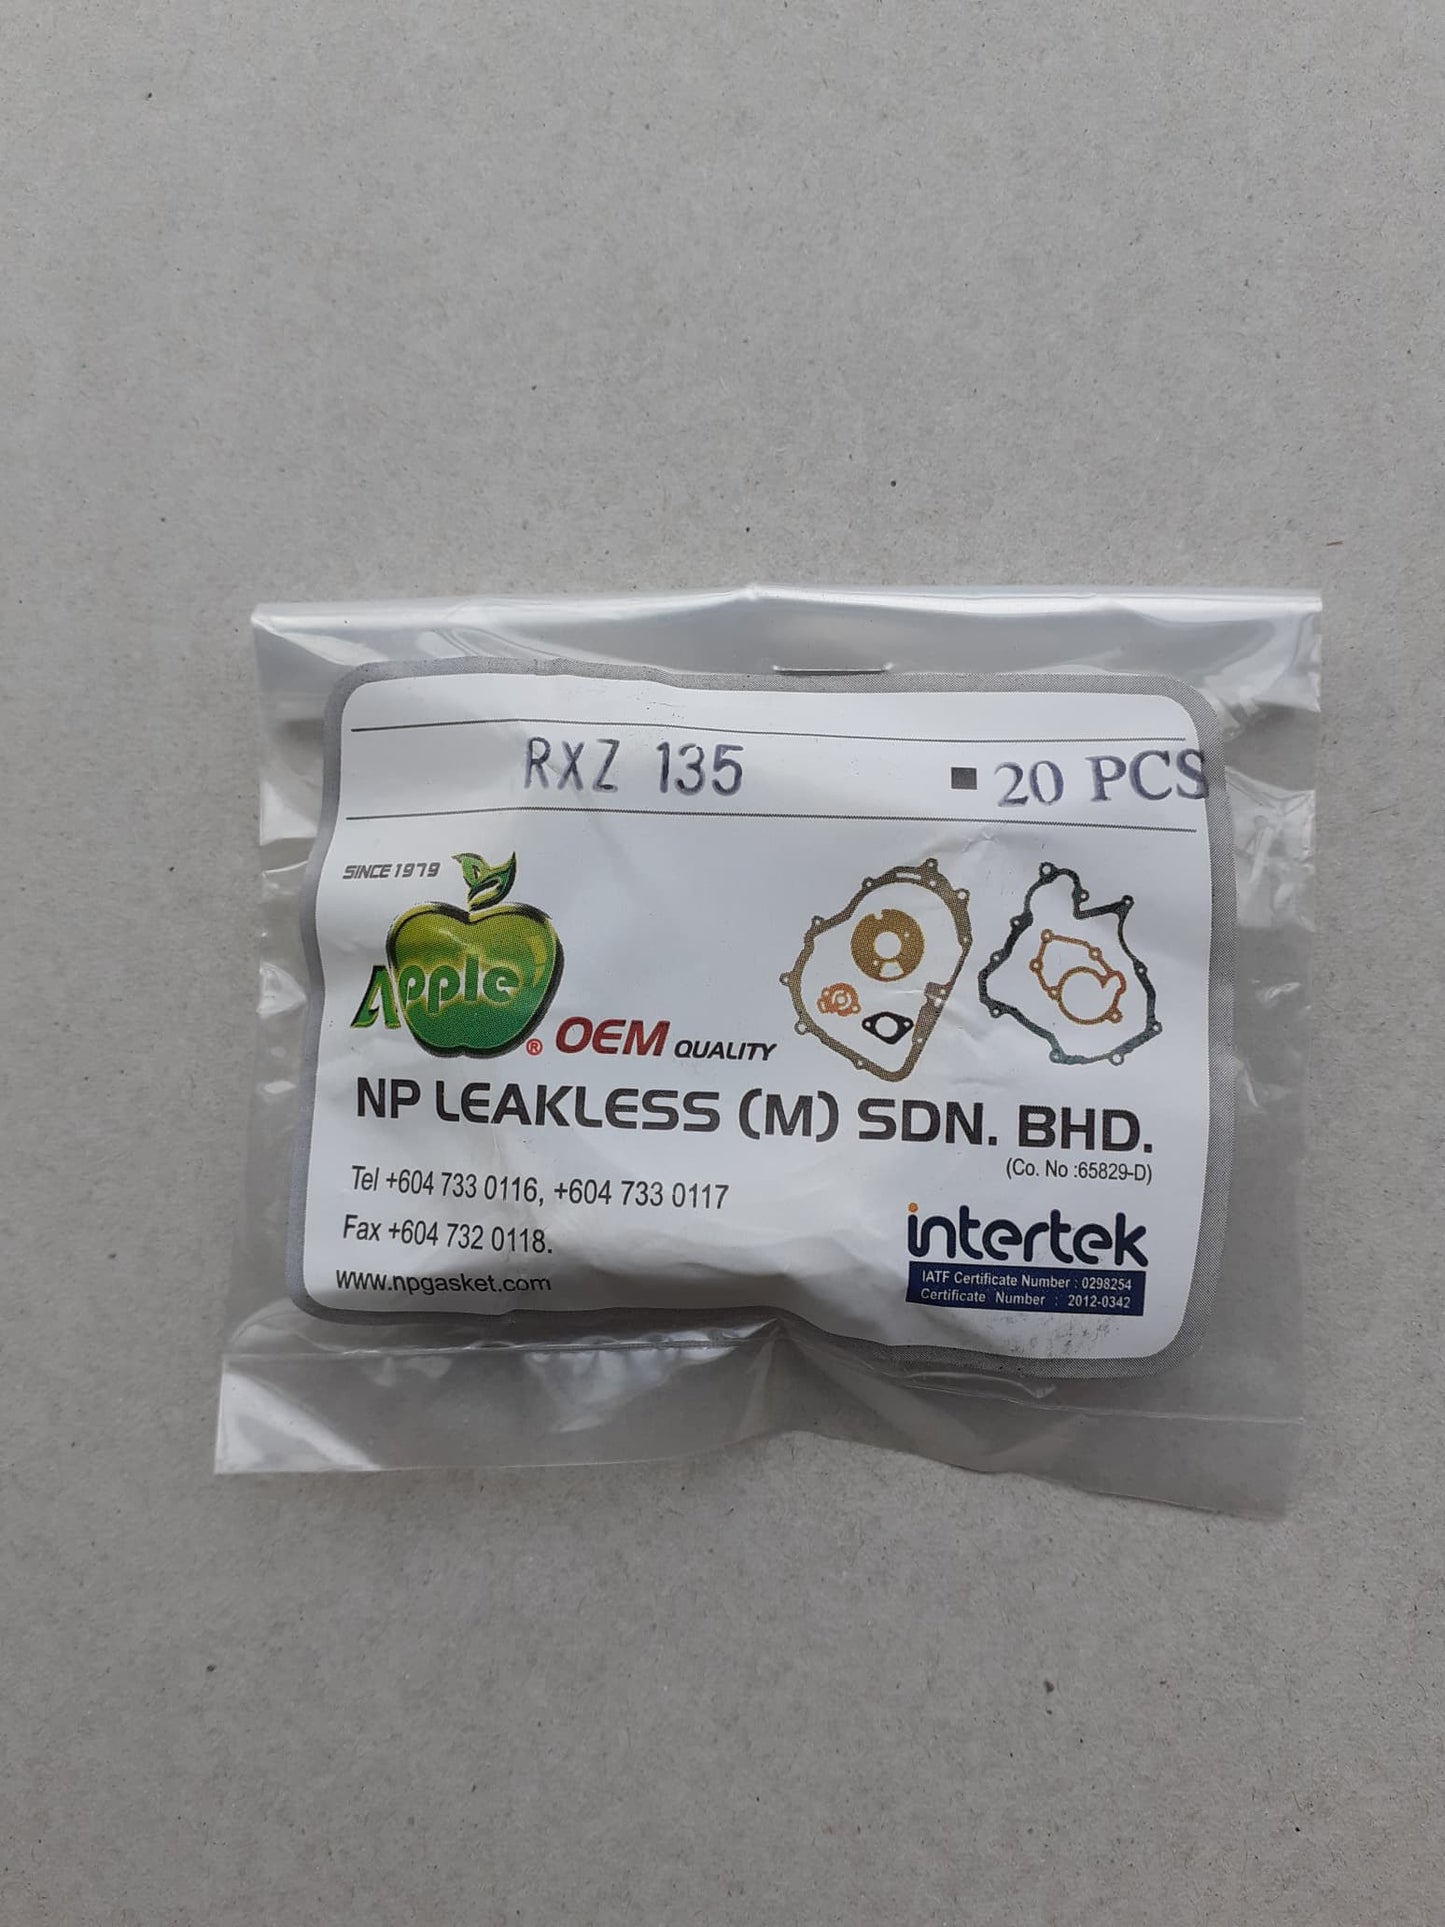 RXZ 135 ■ 20 PCS
SINCE 1979
Apple ® OEM QUALITY
NP LEAKLESS (M) SDN. BHD.
(Co. No :65829-D)
Tel +604 733 0116, +604 733 0117
Fax +604 732 0118.
www.npgasket.com
intertek
IATF Certificate Number : 0298254
Certificate Number : 2012-0342